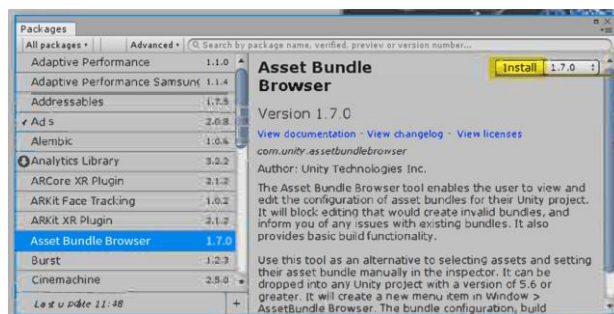 Packages
All packages
Advanced
Search by package name, verified, preview or version number...
Adaptive Performance 1.1.0
Adaptive Performance Samsun( 1.1.4
Addressables 1.7.5
Ads 2.0.8
Alembic 1.0.6
Analytics Library 3.2.2
ARCore XR Plugin 2.1.2
ARKit Face Tracking 1.0.2
ARKit XR Plugin 2.1.2
Asset Bundle Browser 1.7.0
Burst 1.2.3
Cinemachine 2.5.0
Last update 11:48
+
Asset Bundle
Browser
Install 1.7.0
Version 1.7.0
View documentation · View changelog · View licenses
com.unity.assetbundlebrowser
Author: Unity Technologies Inc.
The Asset Bundle Browser tool enables the user to view and
edit the configuration of asset bundles for their Unity project.
It will block editing that would create invalid bundles, and
inform you of any issues with existing bundles. It also
provides basic build functionality.
Use this tool as an alternative to selecting assets and setting
their asset bundle manually in the inspector. It can be
dropped into any Unity project with a version of 5.6 or
greater. It will create a new menu item in Window >
AssetBundle Browser. The bundle configuration, build